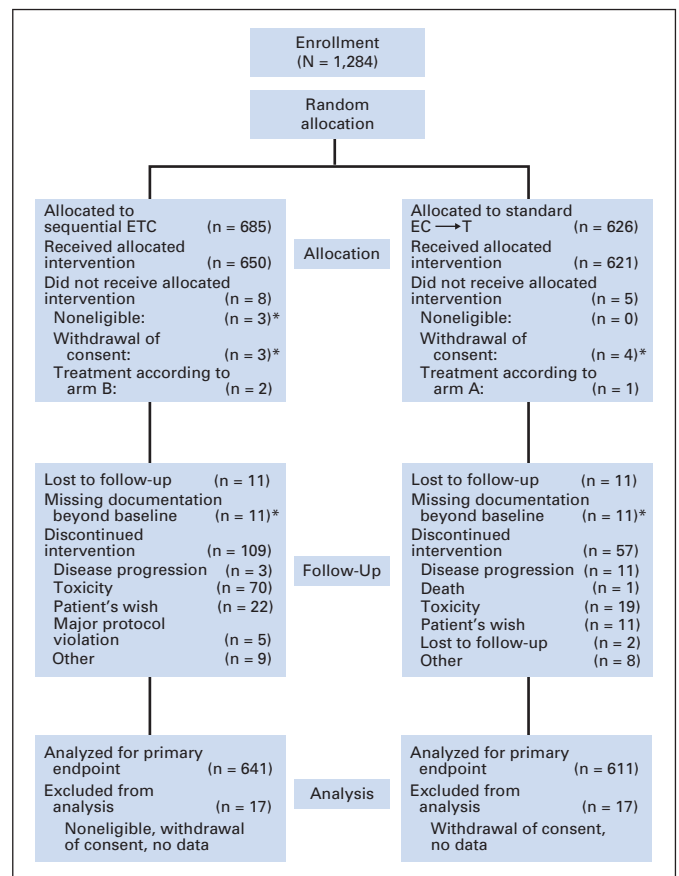 Enrollment
(N = 1,284)
Random
allocation
Allocated to
sequential ETC (n = 685)
Received allocated
intervention (n = 650)
Did not receive allocated
intervention (n = 8)
Noneligible: (n = 3)*
Withdrawal of
consent: (n = 3)*
Treatment according to
arm B: (n = 2)
Allocation
Allocated to standard
EC → T (n = 626)
Received allocated
intervention (n = 621)
Did not receive allocated
intervention (n = 5)
Noneligible: (n = 0)
Withdrawal of
consent: (n = 4)*
Treatment according to
arm A: (n = 1)
Lost to follow-up (n = 11)
Missing documentation
beyond baseline (n = 11)*
Discontinued
intervention (n = 109)
Disease progression (n = 3)
Toxicity (n = 70)
Patient's wish (n = 22)
Major protocol
violation (n = 5)
Other (n = 9)
Follow-Up
Lost to follow-up (n = 11)
Missing documentation
beyond baseline (n = 11)*
Discontinued
intervention (n = 57)
Disease progression (n = 11)
Death (n = 1)
Toxicity (n = 19)
Patient's wish (n = 11)
Lost to follow-up (n = 2)
Other (n = 8)
Analyzed for primary
endpoint (n = 641)
Excluded from
analysis (n = 17)
Noneligible, withdrawal
of consent, no data
Analysis
Analyzed for primary
endpoint (n = 611)
Excluded from
analysis (n = 17)
Withdrawal of consent,
no data